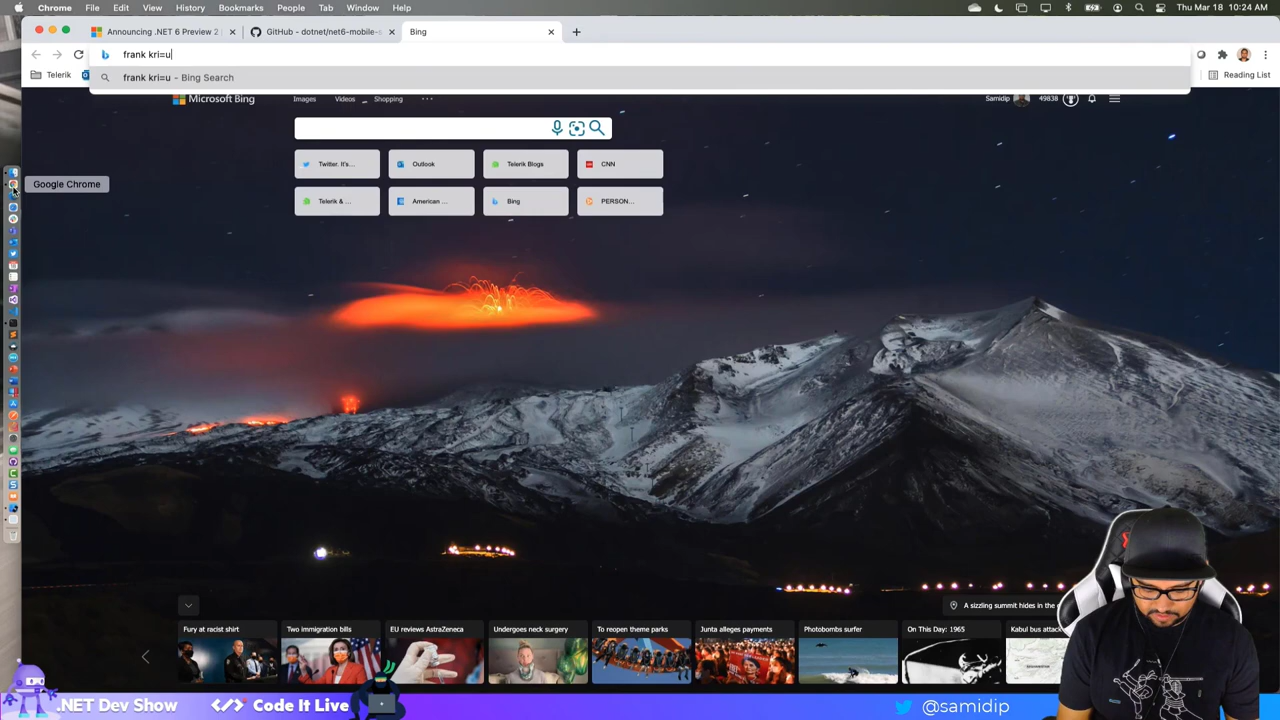 Chrome File Edit View History Bookmarks People Tab Window Help Thu Mar 18 10:24 AM
Announcing .NET 6 Preview 2 GitHub - dotnet/net6-mobile-s Bing
frank kri=u
Telerik Reading List
frank kri=u - Bing Search
Microsoft Bing Images Videos Shopping Samidip 49838
Twitter. It's... Outlook Telerik Blogs CNN
Google Chrome
Telerik & ... American ... Bing PERSON...
A sizzling summit hides in the
Fury at racist shirt Two immigration bills EU reviews AstraZeneca Undergoes neck surgery To reopen theme parks Junta alleges payments Photobombs surfer On This Day: 1965 Kabul bus attack
.NET Dev Show Code It Live @samidip